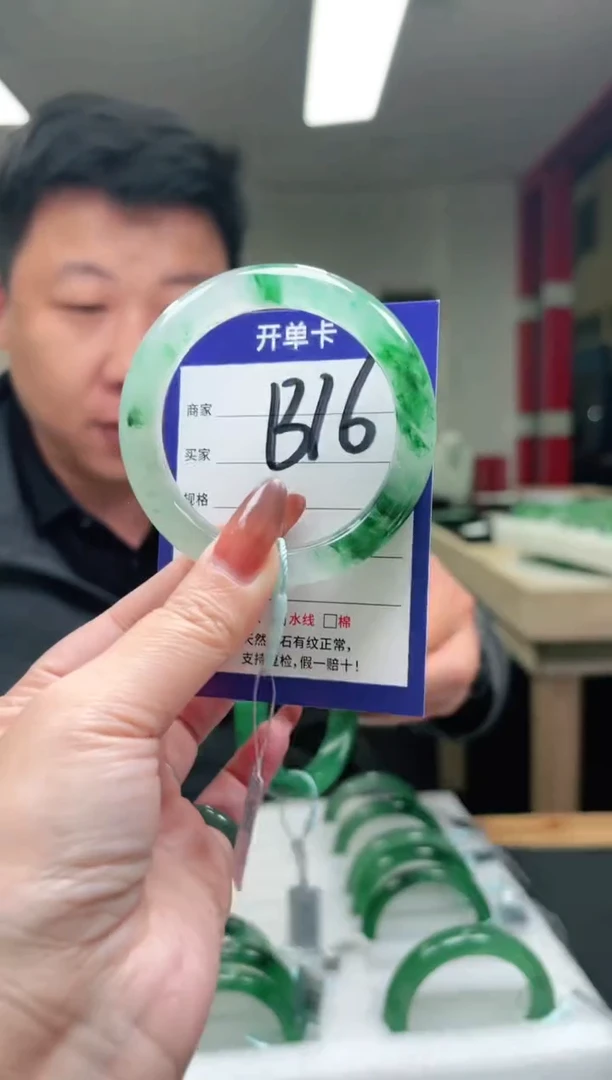 开单卡
B16
商家
买家
规格
水线 □棉
天然 石有纹正常,
支持 检,假一赔十!